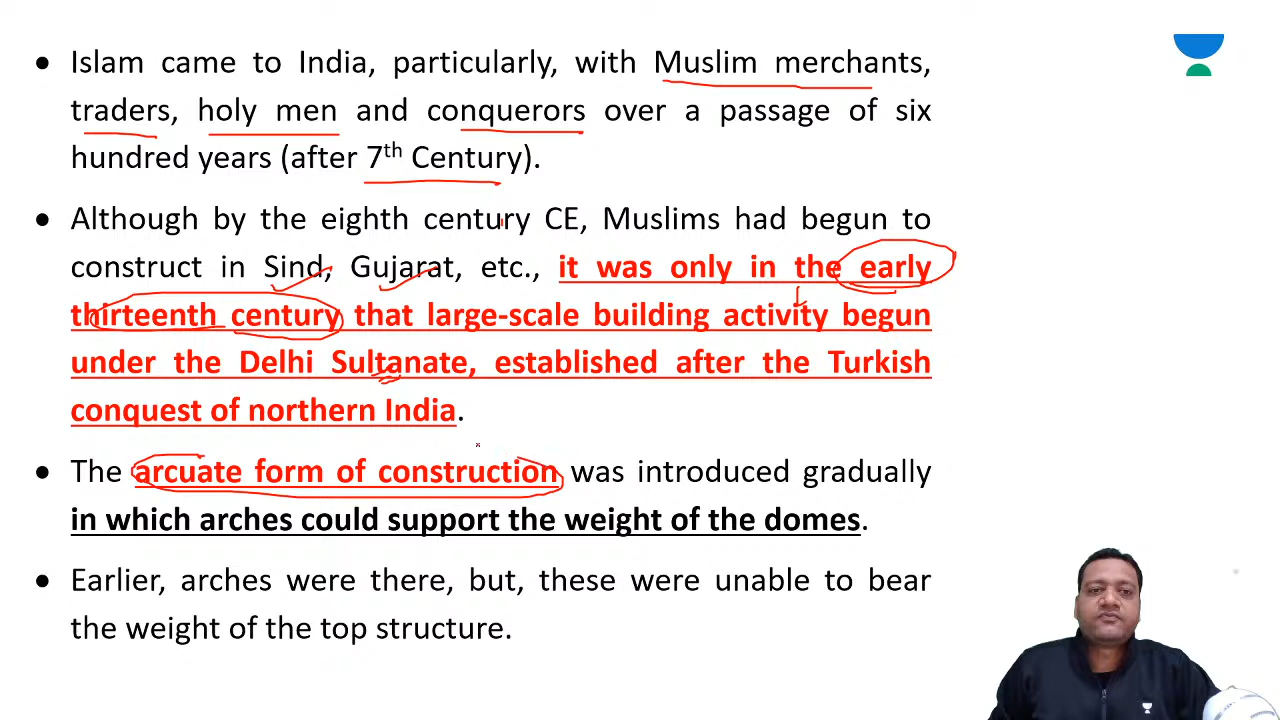 • Islam came to India, particularly, with Muslim merchants,
traders, holy men and conquerors over a passage of six
hundred years (after 7th Century).
• Although by the eighth century CE, Muslims had begun to
construct in Sind, Gujarat, etc., it was only in the early
thirteenth century that large-scale building activity begun
under the Delhi Sultanate, established after the Turkish
conquest of northern India.
• The arcuate form of construction was introduced gradually
in which arches could support the weight of the domes.
• Earlier, arches were there, but, these were unable to bear
the weight of the top structure.